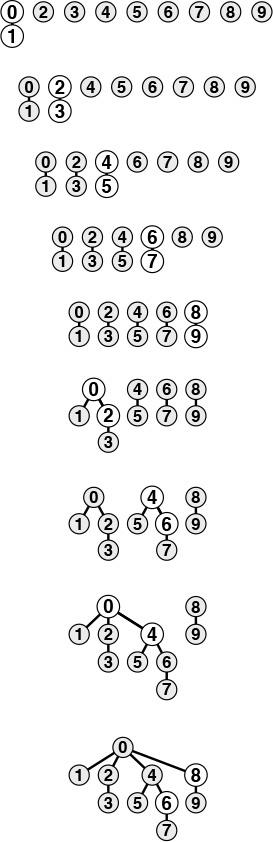 0 2 3 4 5 6 7 8 9
1
0 2 4 5 6 7 8 9
1 3
0 2 4 6 7 8 9
1 3 5
0 2 4 6 8 9
1 3 5 7
0 2 4 6 8
1 3 5 7 9
0 4 6 8
1 2 5 7 9
3
0 4 8
1 2 5 6 9
3 7
0 8
1 2 4 9
3 5 6
7
0
1 2 4 8
3 5 6 9
7